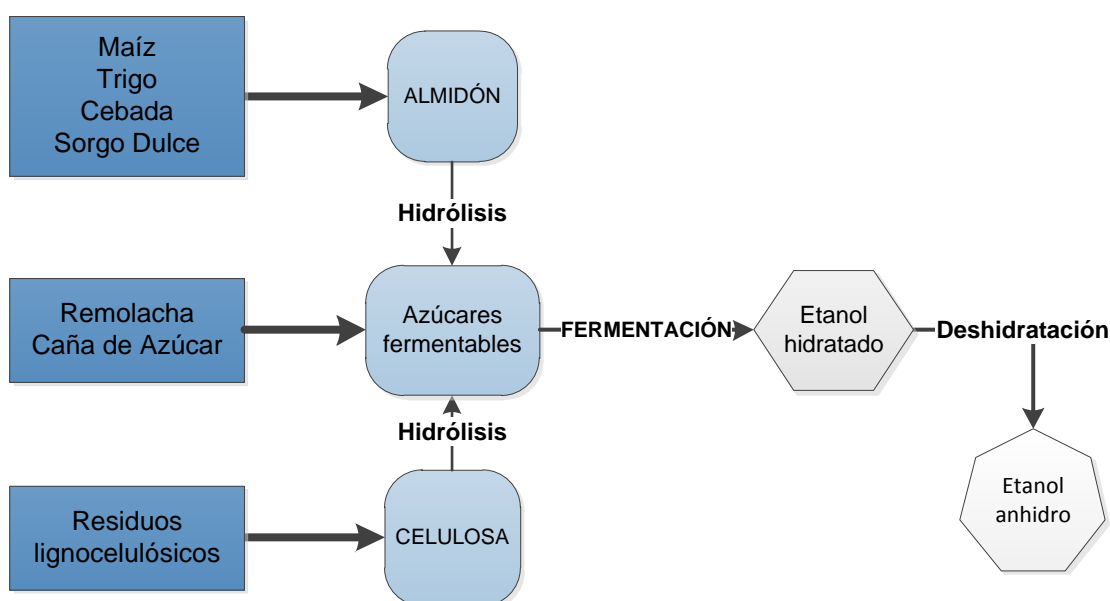 Maíz
Trigo
Cebada
Sorgo Dulce
ALMIDÓN
Hidrólisis
Remolacha
Caña de Azúcar
Azúcares
fermentables
FERMENTACIÓN
Etanol
hidratado
Deshidratación
Hidrólisis
Residuos
lignocelulósicos
CELULOSA
Etanol
anhidro